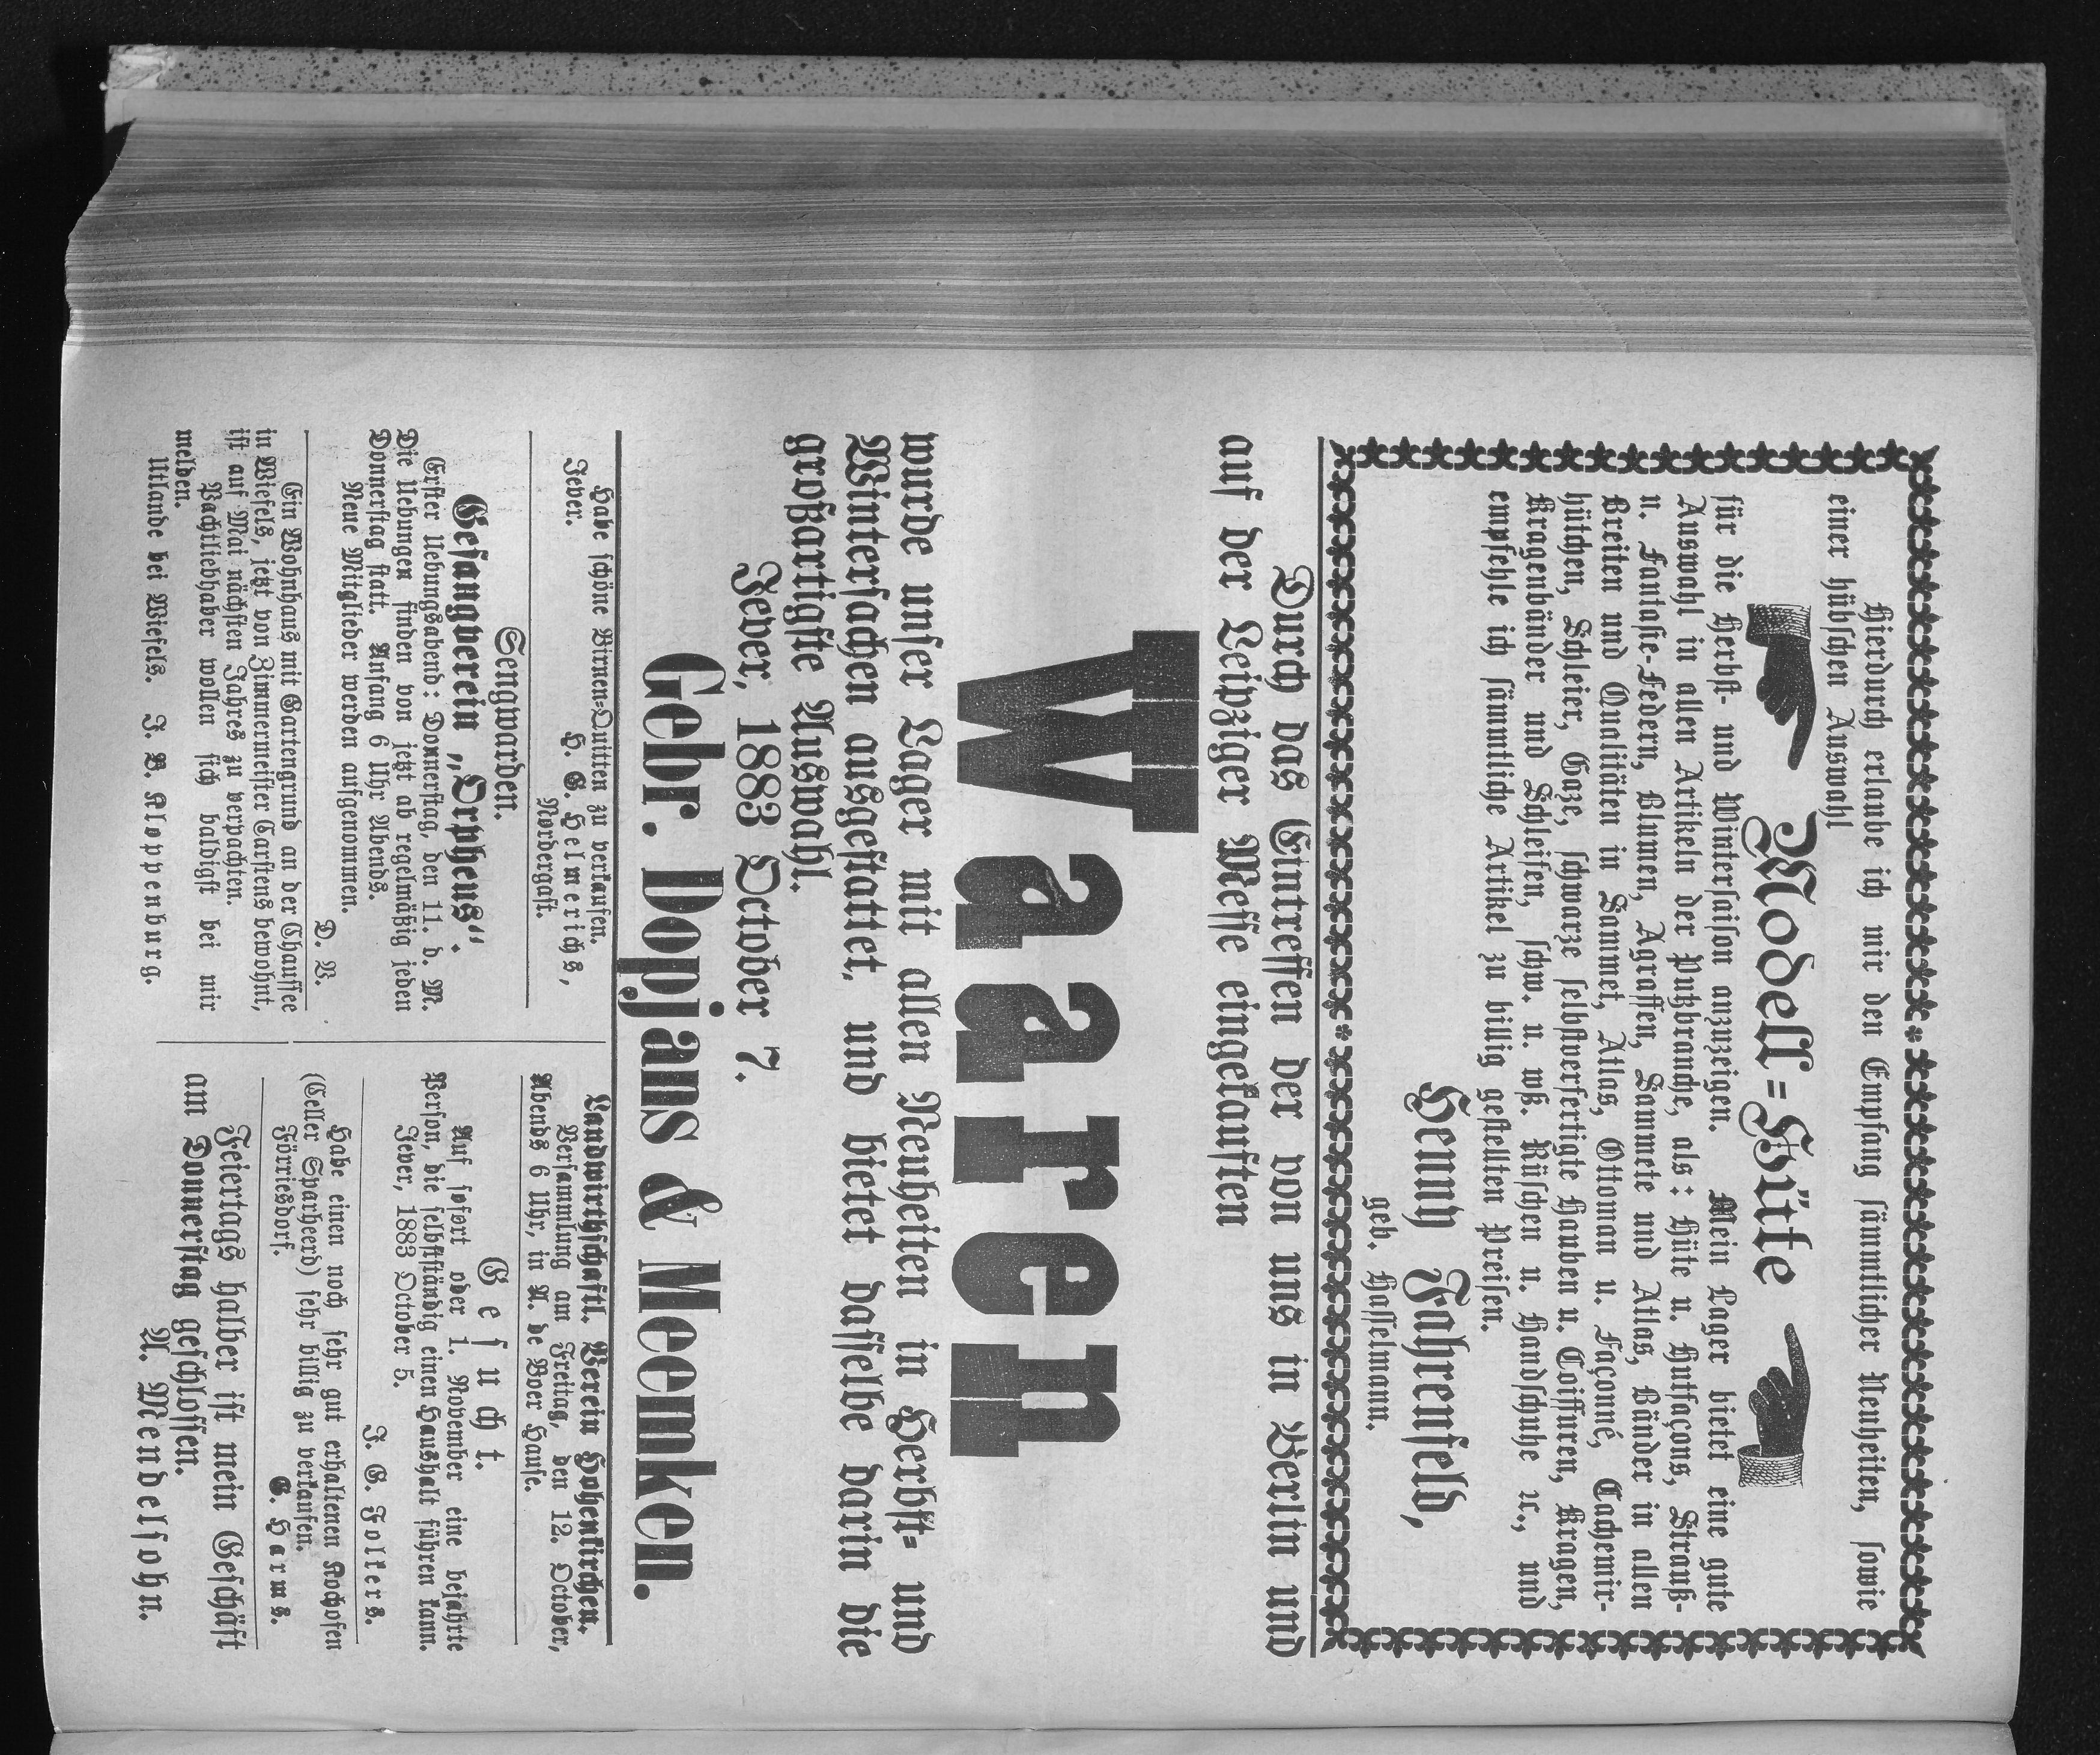 Hierdurch erlaube ich mir den Empfang sämmtlicher Neuheiten, sowie
einer hübschen Auswahl
Modell=Hüte
für die Herbst- und Wintersaison anzuzeigen. Mein Lager bietet eine gute
Auswahl in allen Artikeln der Putzbranche, als: Hüte u. Hutfaçons, Strauß-
u. Fantasie-Federn, Blumen, Agraffen, Sammete und Atlas, Bänder in allen
Breiten und Qualitäten in Sammet, Atlas, Ottoman u. Façonné, Cachemir-
hütchen, Schleier, Gaze, schwarze selbstverfertigte Hauben u. Coiffuren, Kragen,
Kragenbänder und Schleifen, schw. u. wß. Rüschen u. Handschuhe ꝛc., und
empfehle ich sämmtliche Artikel zu billig gestellten Preisen.
Henny Fahrenfeld,
geb. Hasselmann.
Durch das Eintreffen der von uns in Berlin und
auf der Leipziger Messe eingekauften
Waaren
wurde unser Lager mit allen Neuheiten in Herbst= und
Wintersachen ausgestattet, und bietet dasselbe darin die
großartigste Auswahl.
Jever, 1883 October 7.
Gebr. Dopjans & Meemken.
Habe schöne Birnen=Quitten zu verkaufen.
H. G. Helmerichs,
Jever. Nordergast.
Sengwarden.
Gesangverein „Orpheus“.
Erster Uebungsabend: Donnerstag, den 11. d. M.
Die Uebungen finden von jetzt ab regelmäßig jeden
Donnerstag statt. Anfang 6 Uhr Abends.
Neue Mitglieder werden aufgenommen.
D. V.
Ein Wohnhaus mit Gartengrund an der Chaussee
in Wiefels, jetzt von Zimmermeister Carstens bewohnt,
ist auf Mai nächsten Jahres zu verpachten.
Pachtliebhaber wollen sich baldigst bei mir
melden.
Utlande bei Wiefels. J. B. Kloppenburg.
Landwirthschaftl. Verein Hohenkirchen.
Versammlung am Freitag, den 12. October,
Abends 6 Uhr, in A. de Boer Hause.
Gesucht.
Auf sofort oder 1. November eine bejahrte
Person, die selbstständig einen Haushalt führen kann.
Jever, 1883 October 5.
J. G. Folkers.
Habe einen noch sehr gut erhaltenen Kochofen
(Celler Sparheerd) sehr billig zu verkaufen.
Förriesdorf. G. Harms.
Feiertags halber ist mein Geschäft
am Donnerstag geschlossen.
A. Mendelsohn.